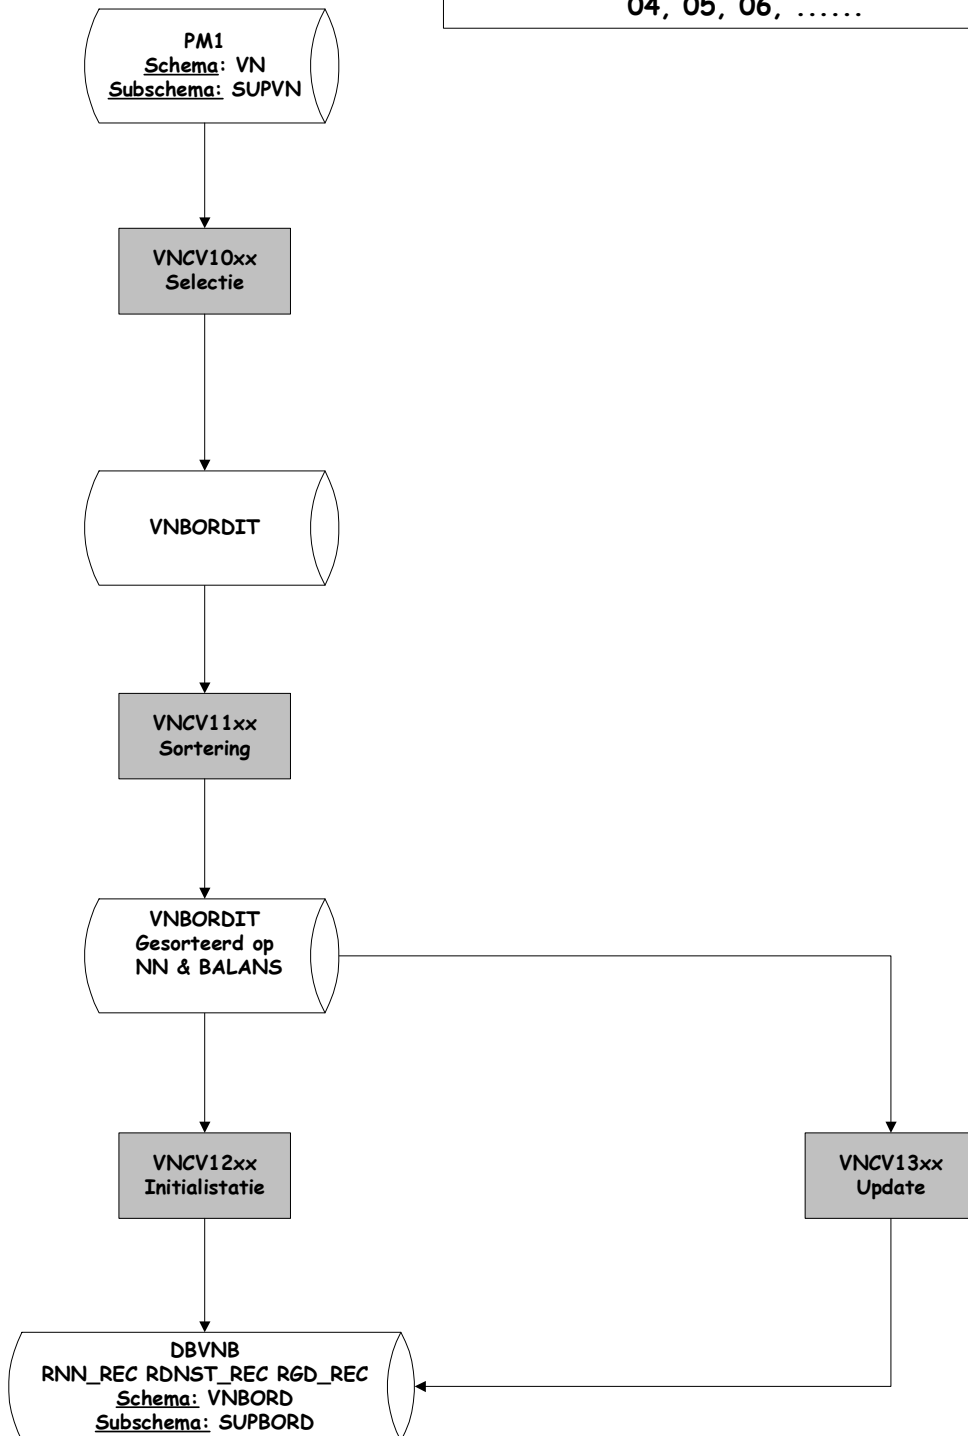 04, 05, 06, ......
PM1
Schema: VN
Subschema: SUPVN
VNCV10xx
Selectie
VNBORDIT
VNCV11xx
Sortering
VNBORDIT
Gesorteerd op
NN & BALANS
VNCV12xx
Initialistatie
VNCV13xx
Update
DBVNB
RNN_REC RDNST_REC RGD_REC
Schema: VNBORD
Subschema: SUPBORD